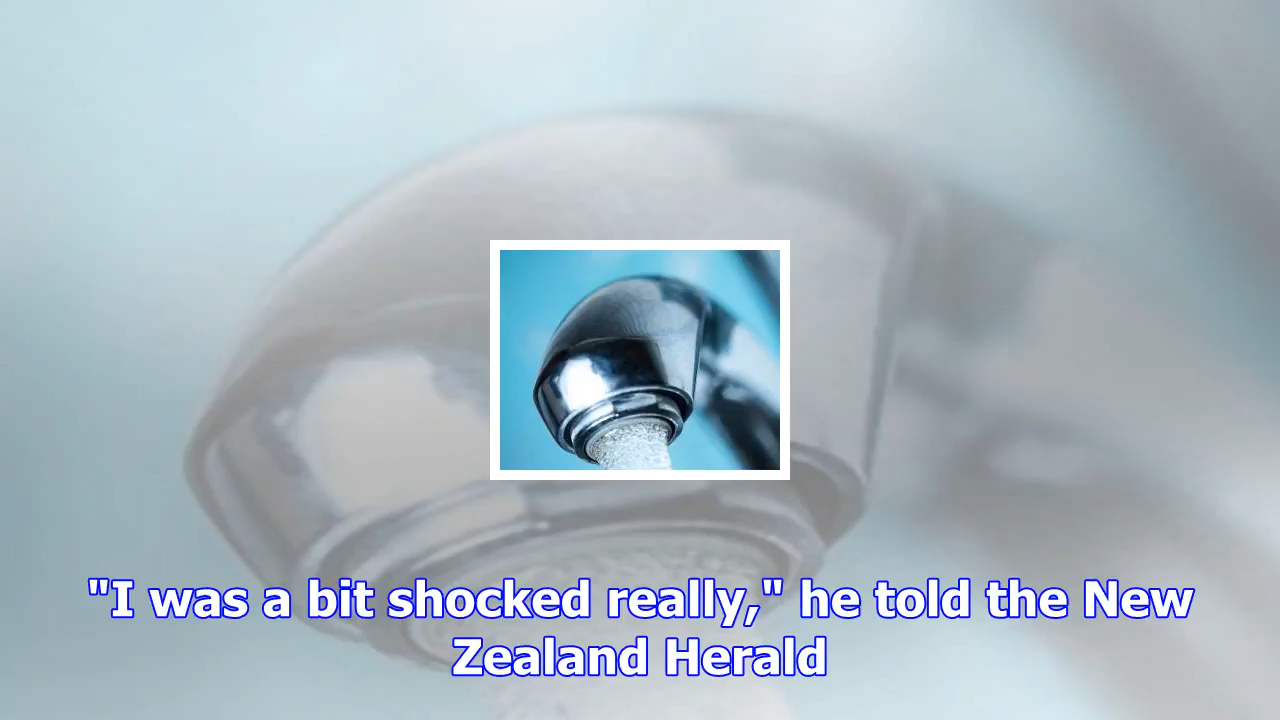 "I was a bit shocked really," he told the New
Zealand Herald